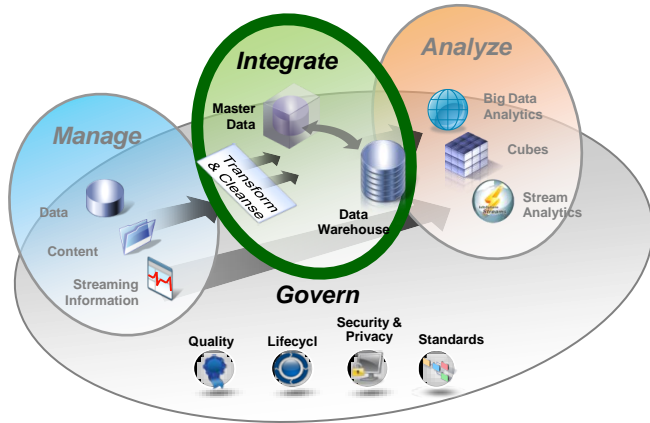 Analyze
Integrate
Big Data
Analytics
Master
Data
Manage
Cubes
Transform
& Cleanse
Stream
Analytics
Data
Data
Warehouse
Content
Streaming
Information
Govern
Quality
Lifecycl
Security &
Privacy
Standards